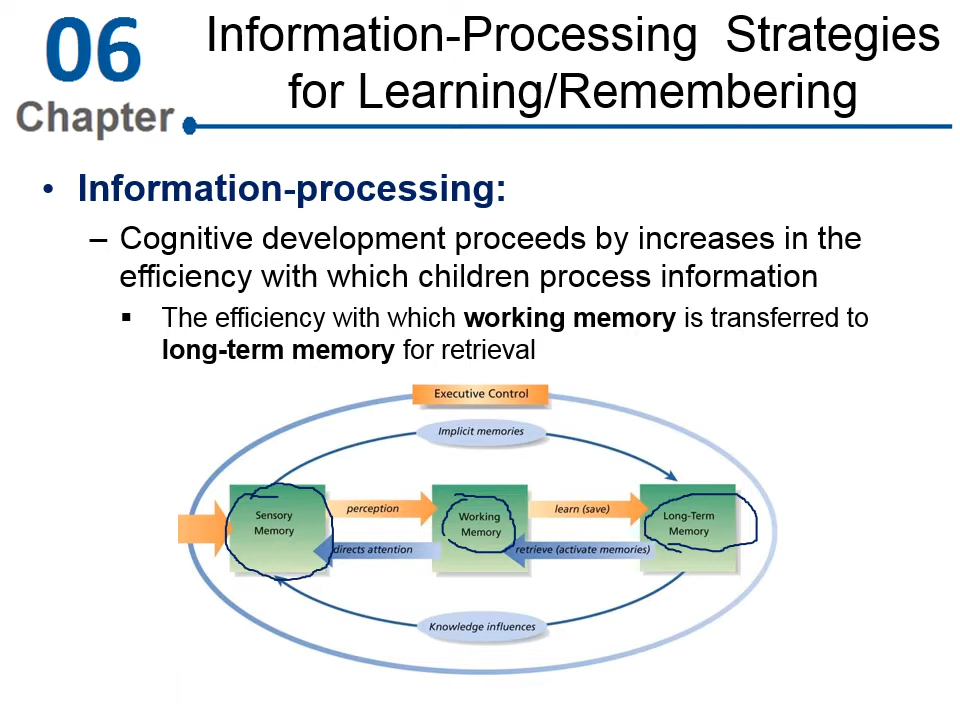 06
Chapter
Information-Processing Strategies
for Learning/Remembering
• Information-processing:
– Cognitive development proceeds by increases in the
efficiency with which children process information
▪ The efficiency with which working memory is transferred to
long-term memory for retrieval
Executive Control
Implicit memories
Sensory
Memory
perception
directs attention
Working
Memory
learn (save)
retrieve (activate memories)
Long-Term
Memory
Knowledge influences